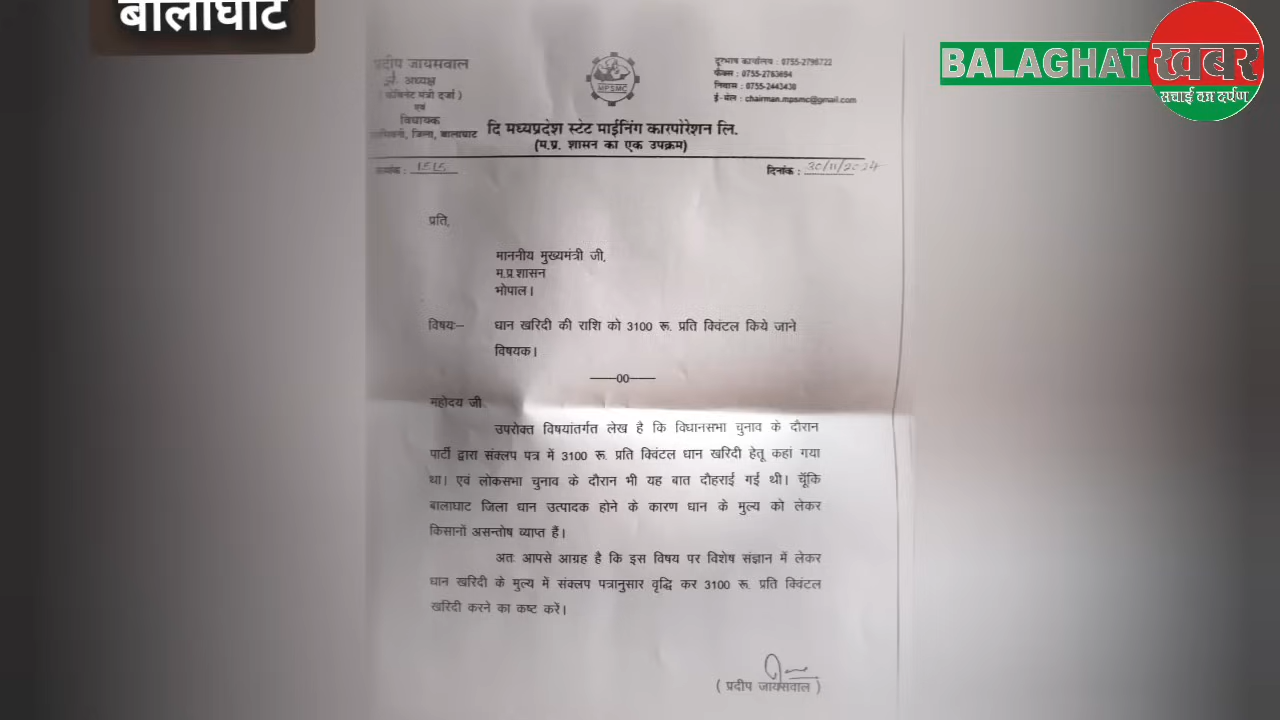 बालाघाट
BALAGHAT खबर
सच्चाई का दर्पण
प्रदीप जायसवाल
अध्यक्ष
( केबिनेट मंत्री दर्जा )
एवं
विधायक
जिला, बालाघाट
MPSMC
दूरभाष कार्यालय : 0755-2796722
फैक्स : 0755-2763694
निवास : 0755-2443430
ई-मेल : chairman.mpsmc@gmail.com
दि मध्यप्रदेश स्टेट माईनिंग कारपोरेशन लि.
(म.प्र. शासन का एक उपक्रम)
क्रमांक : 1515
दिनांक : 30/11/2024
प्रति,
माननीय मुख्यमंत्री जी,
म.प्र.शासन
भोपाल।
विषयः– धान खरिदी की राशि को 3100 रू. प्रति क्विंटल किये जाने
विषयक।
——00——
महोदय जी
उपरोक्त विषयांतर्गत लेख है कि विधानसभा चुनाव के दौरान
पार्टी द्वारा संक्लप पत्र में 3100 रू. प्रति क्विंटल धान खरिदी हेतू कहां गया
था। एवं लोकसभा चुनाव के दौरान भी यह बात दौहराई गई थी। चूॅकि
बालाघाट जिला धान उत्पादक होने के कारण धान के मुल्य को लेकर
किसानों असन्तोष व्याप्त हैं।
अतः आपसे आग्रह है कि इस विषय पर विशेष संज्ञान में लेकर
धान खरिदी के मुल्य में संक्लप पत्रानुसार वृद्धि कर 3100 रू. प्रति क्विंटल
खरिदी करने का कष्ट करें।
( प्रदीप जायसवाल )